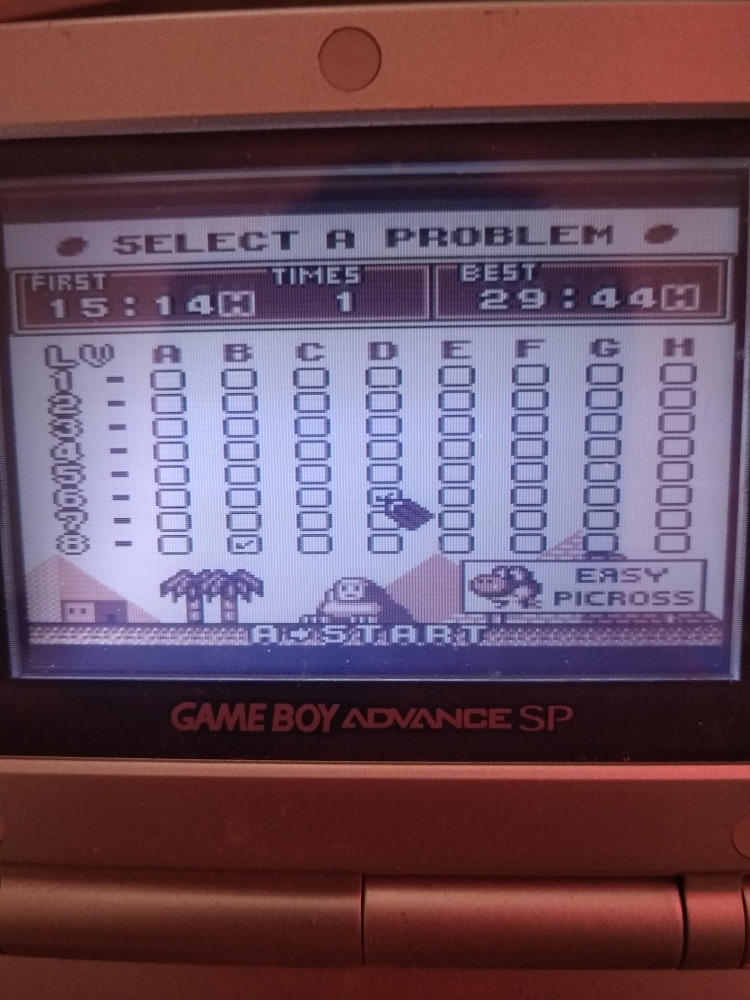 SELECT A PROBLEM
FIRST TIMES BEST
15:14H 1 29:44H
LV A B C D E F G H
1 -
2 -
3 -
4 -
5 -
6 -
7 -
8 -
EASY
PICROSS
A➡START
GAME BOY ADVANCE SP